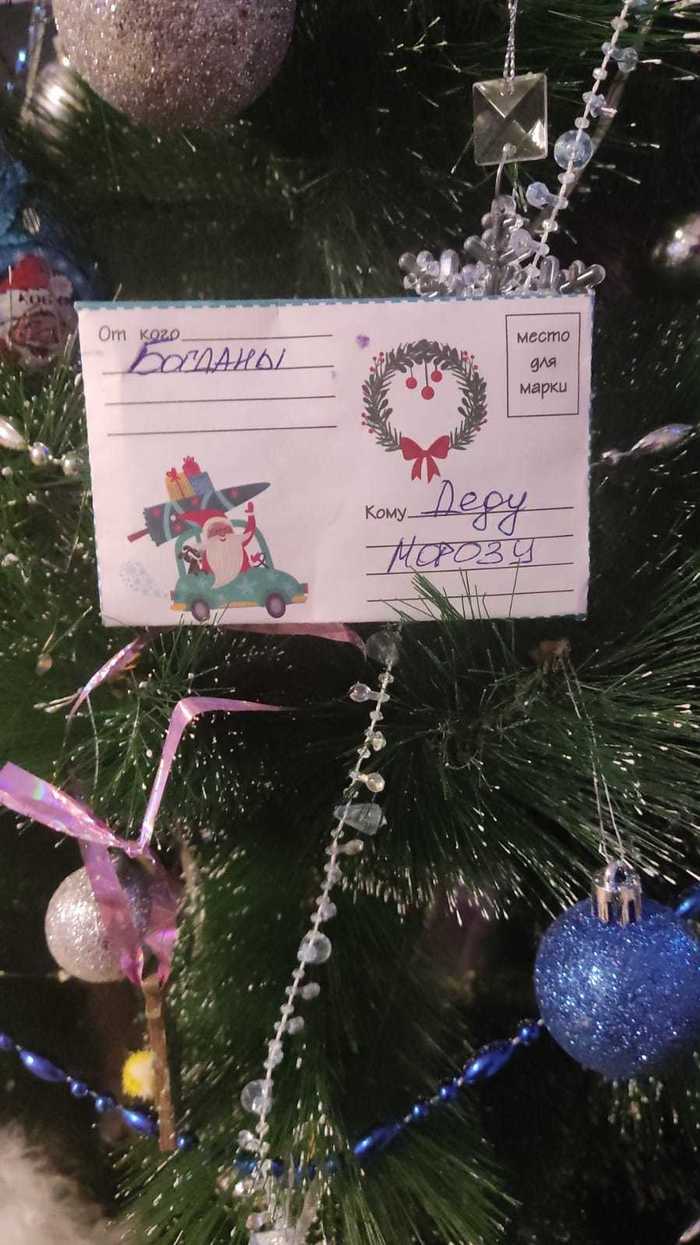 От кого
Богданы
место
для
марки
Кому Деду
Морозу